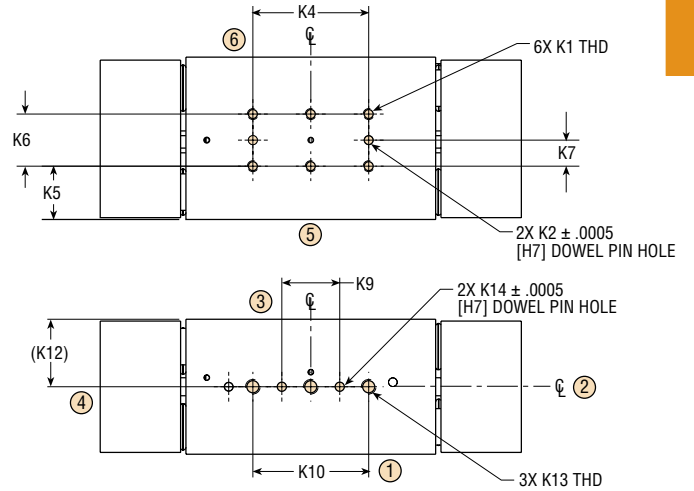 K4
6
℄
6X K1 THD
K6
K7
K5
2X K2 ± .0005
[H7] DOWEL PIN HOLE
5
3
K9
℄
2X K14 ± .0005
[H7] DOWEL PIN HOLE
(K12)
4
℄ 2
K10
1
3X K13 THD